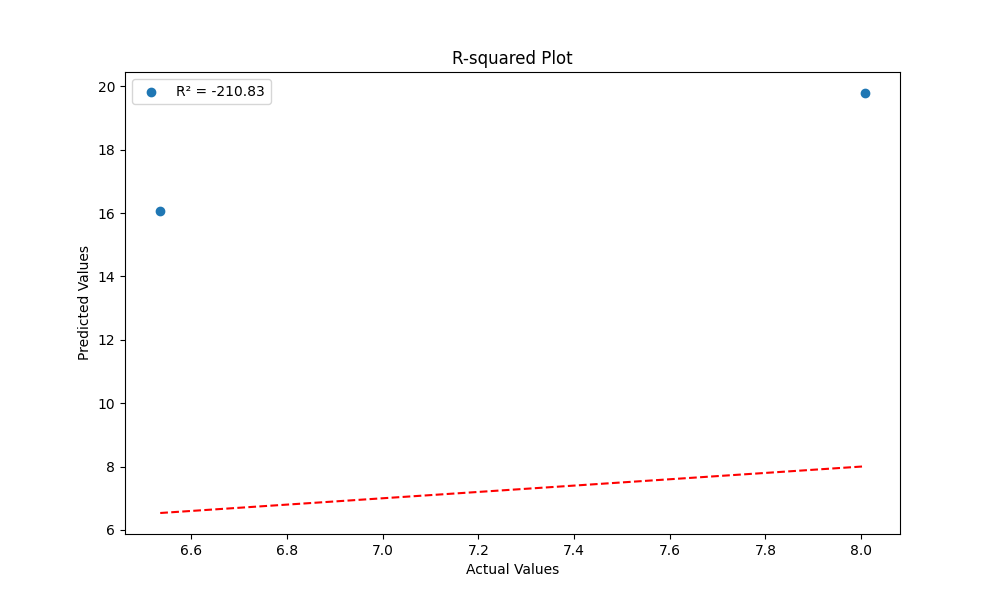 R-squared Plot
R² = -210.83
20
18
16
14
12
10
8
6
Predicted Values
6.6 6.8 7.0 7.2 7.4 7.6 7.8 8.0
Actual Values